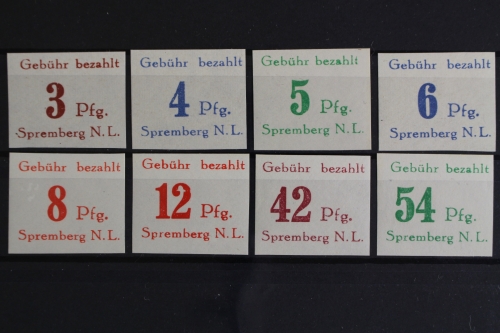 Gebühr bezahlt
3 Pfg.
Spremberg N.L.
Gebühr bezahlt
4 Pfg.
Spremberg N.L.
Gebühr bezahlt
5 Pfg.
Spremberg N.L.
Gebühr bezahlt
6 Pfg.
Spremberg N.L.
Gebühr bezahlt
8 Pfg.
Spremberg N.L.
Gebühr bezahlt
12 Pfg.
Spremberg N.L.
Gebühr bezahlt
42 Pfg.
Spremberg N.L.
Gebühr bezahlt
54 Pfg.
Spremberg N.L.